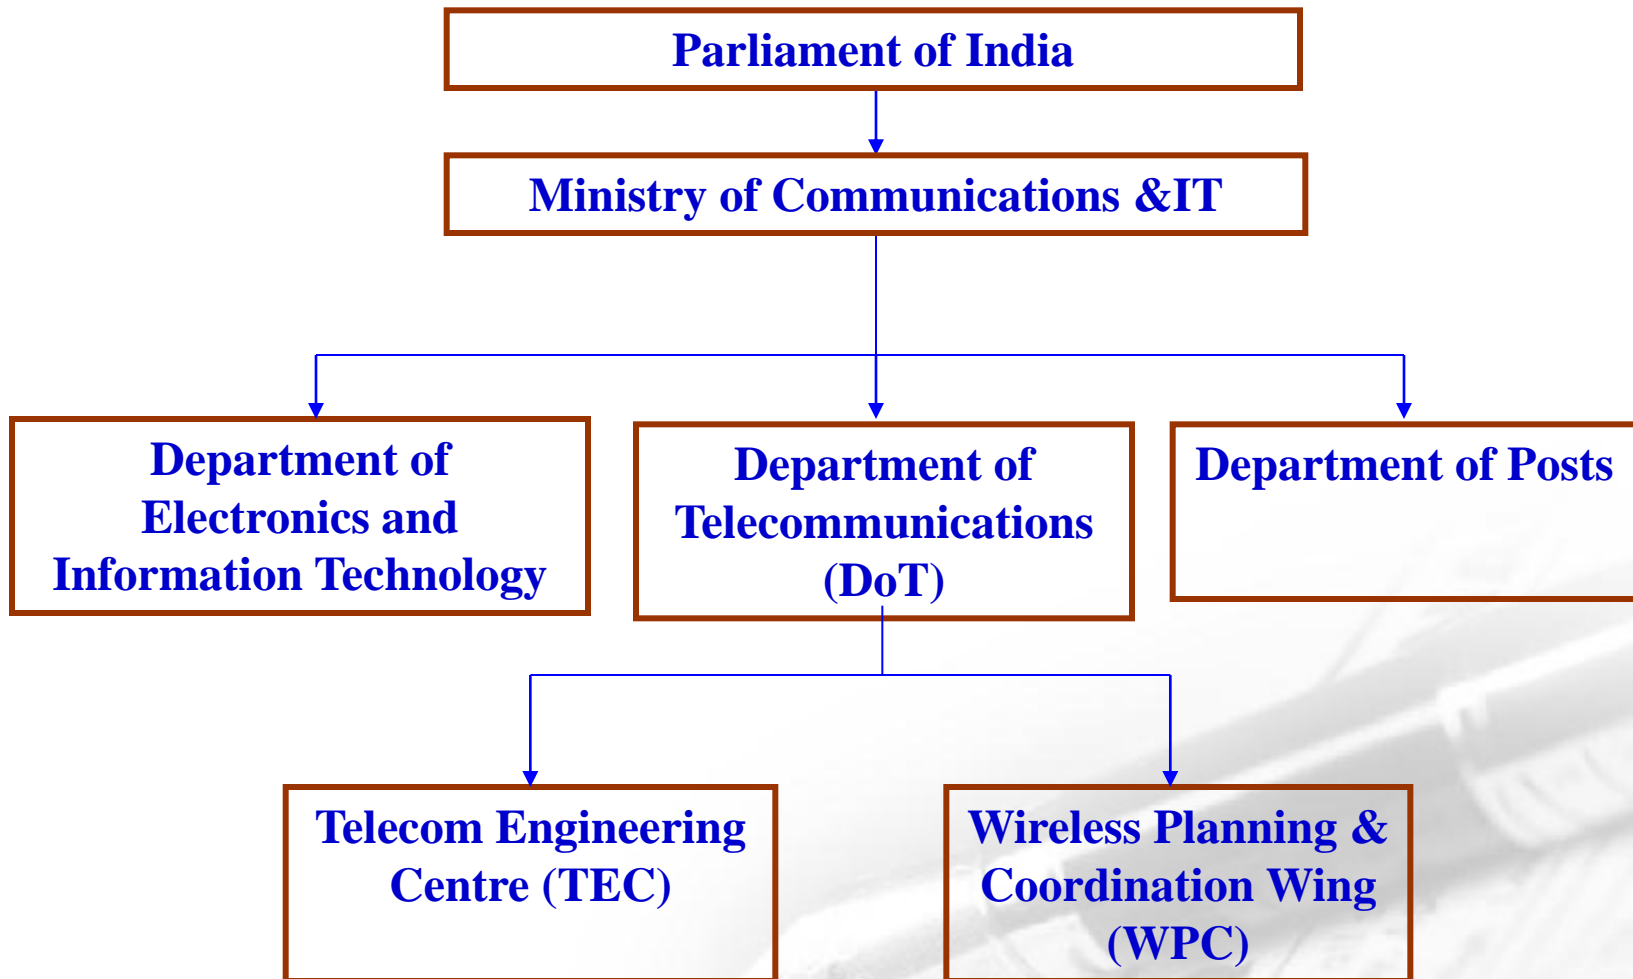 Parliament of India
Ministry of Communications &IT
Department of
Electronics and
Information Technology
Department of
Telecommunications
(DoT)
Department of Posts
Telecom Engineering
Centre (TEC)
Wireless Planning &
Coordination Wing
(WPC)